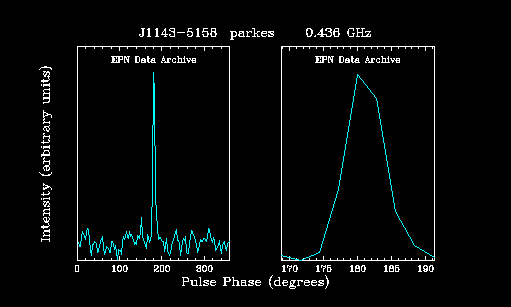 J1143-5158 parkes 0.436 GHz
EPN Data Archive
EPN Data Archive
Intensity (arbitrary units)
0 100 200 300
170 175 180 185 190
Pulse Phase (degrees)